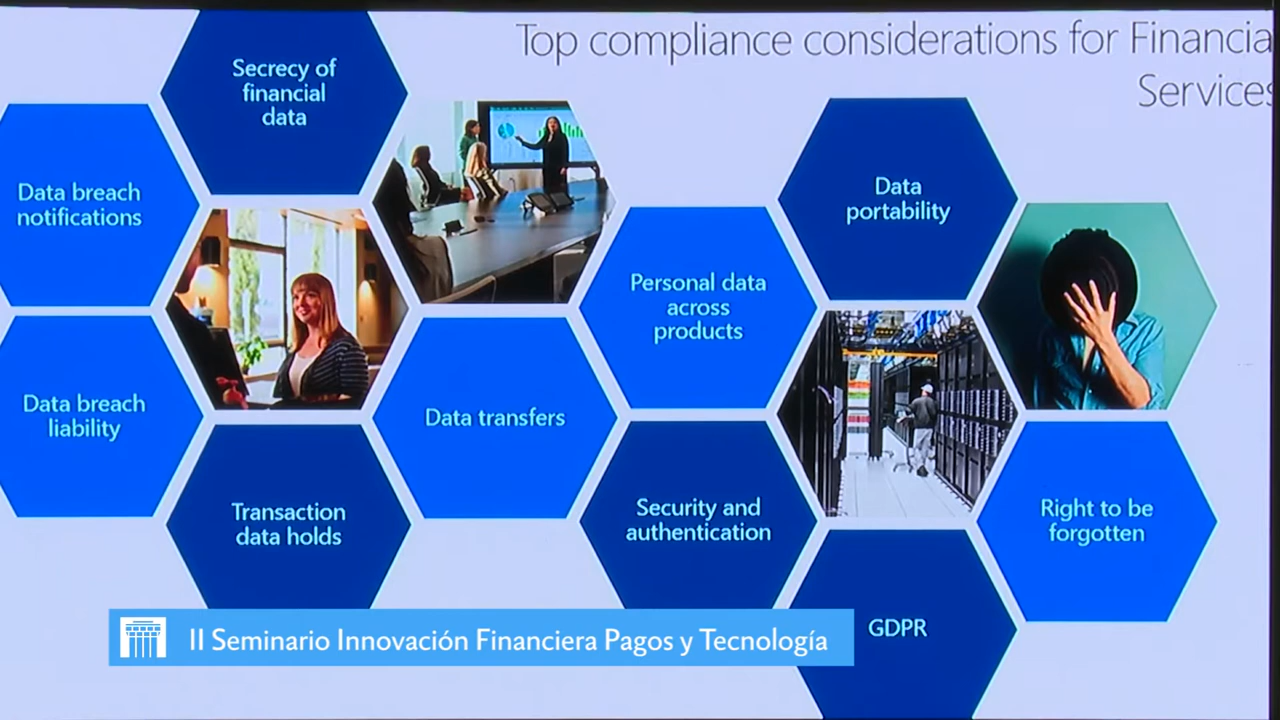 Top compliance considerations for Financia
Services
Secrecy of
financial
data
Data breach
notifications
Data
portability
Personal data
across
products
Data breach
liability
Data transfers
Transaction
data holds
Security and
authentication
Right to be
forgotten
GDPR
II Seminario Innovación Financiera Pagos y Tecnología